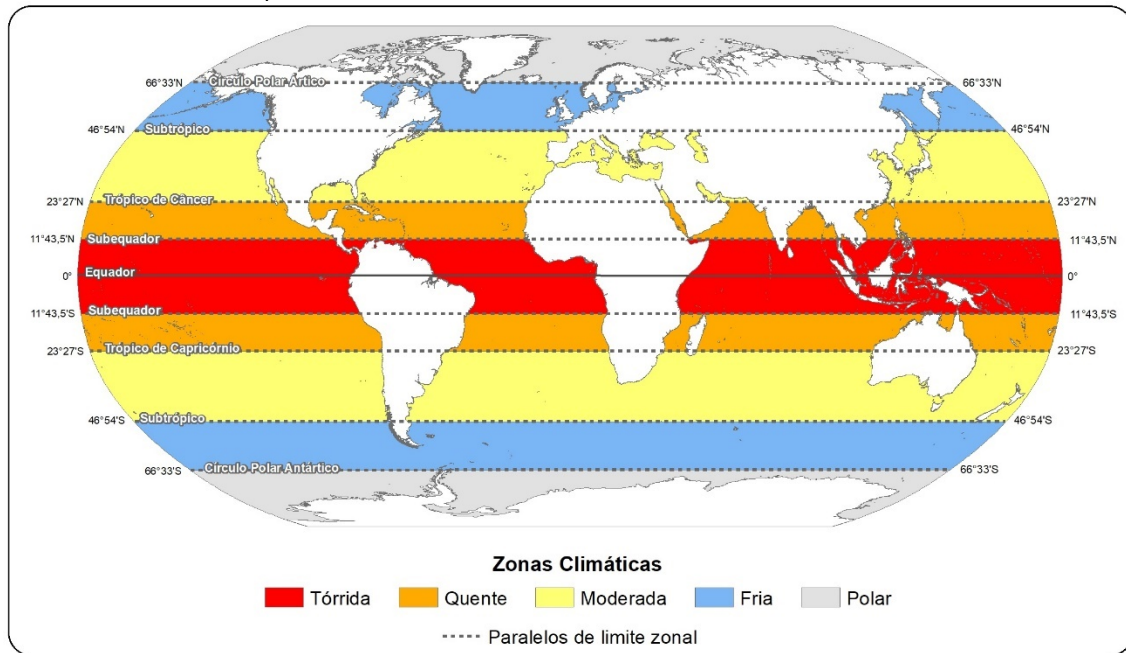 66°33'N Círculo Polar Ártico 66°33'N
46°54'N Subtrópico 46°54'N
23°27'N Trópico de Câncer 23°27'N
11°43,5'N Subequador 11°43,5'N
0° Equador 0°
11°43,5'S Subequador 11°43,5'S
23°27'S Trópico de Capricórnio 23°27'S
46°54'S Subtrópico 46°54'S
66°33'S Círculo Polar Antártico 66°33'S
Zonas Climáticas
Tórrida Quente Moderada Fria Polar
Paralelos de limite zonal